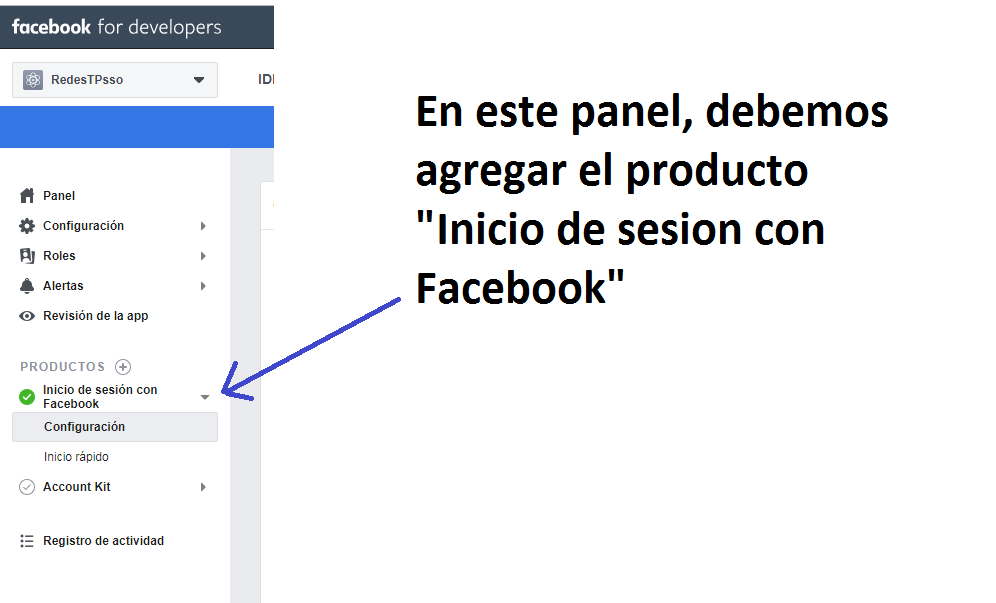 facebook for developers
RedesTPsso
IDI
En este panel, debemos
agregar el producto
"Inicio de sesion con
Facebook"
Panel
Configuración
Roles
Alertas
Revisión de la app
PRODUCTOS
Inicio de sesión con
Facebook
Configuración
Inicio rápido
Account Kit
Registro de actividad